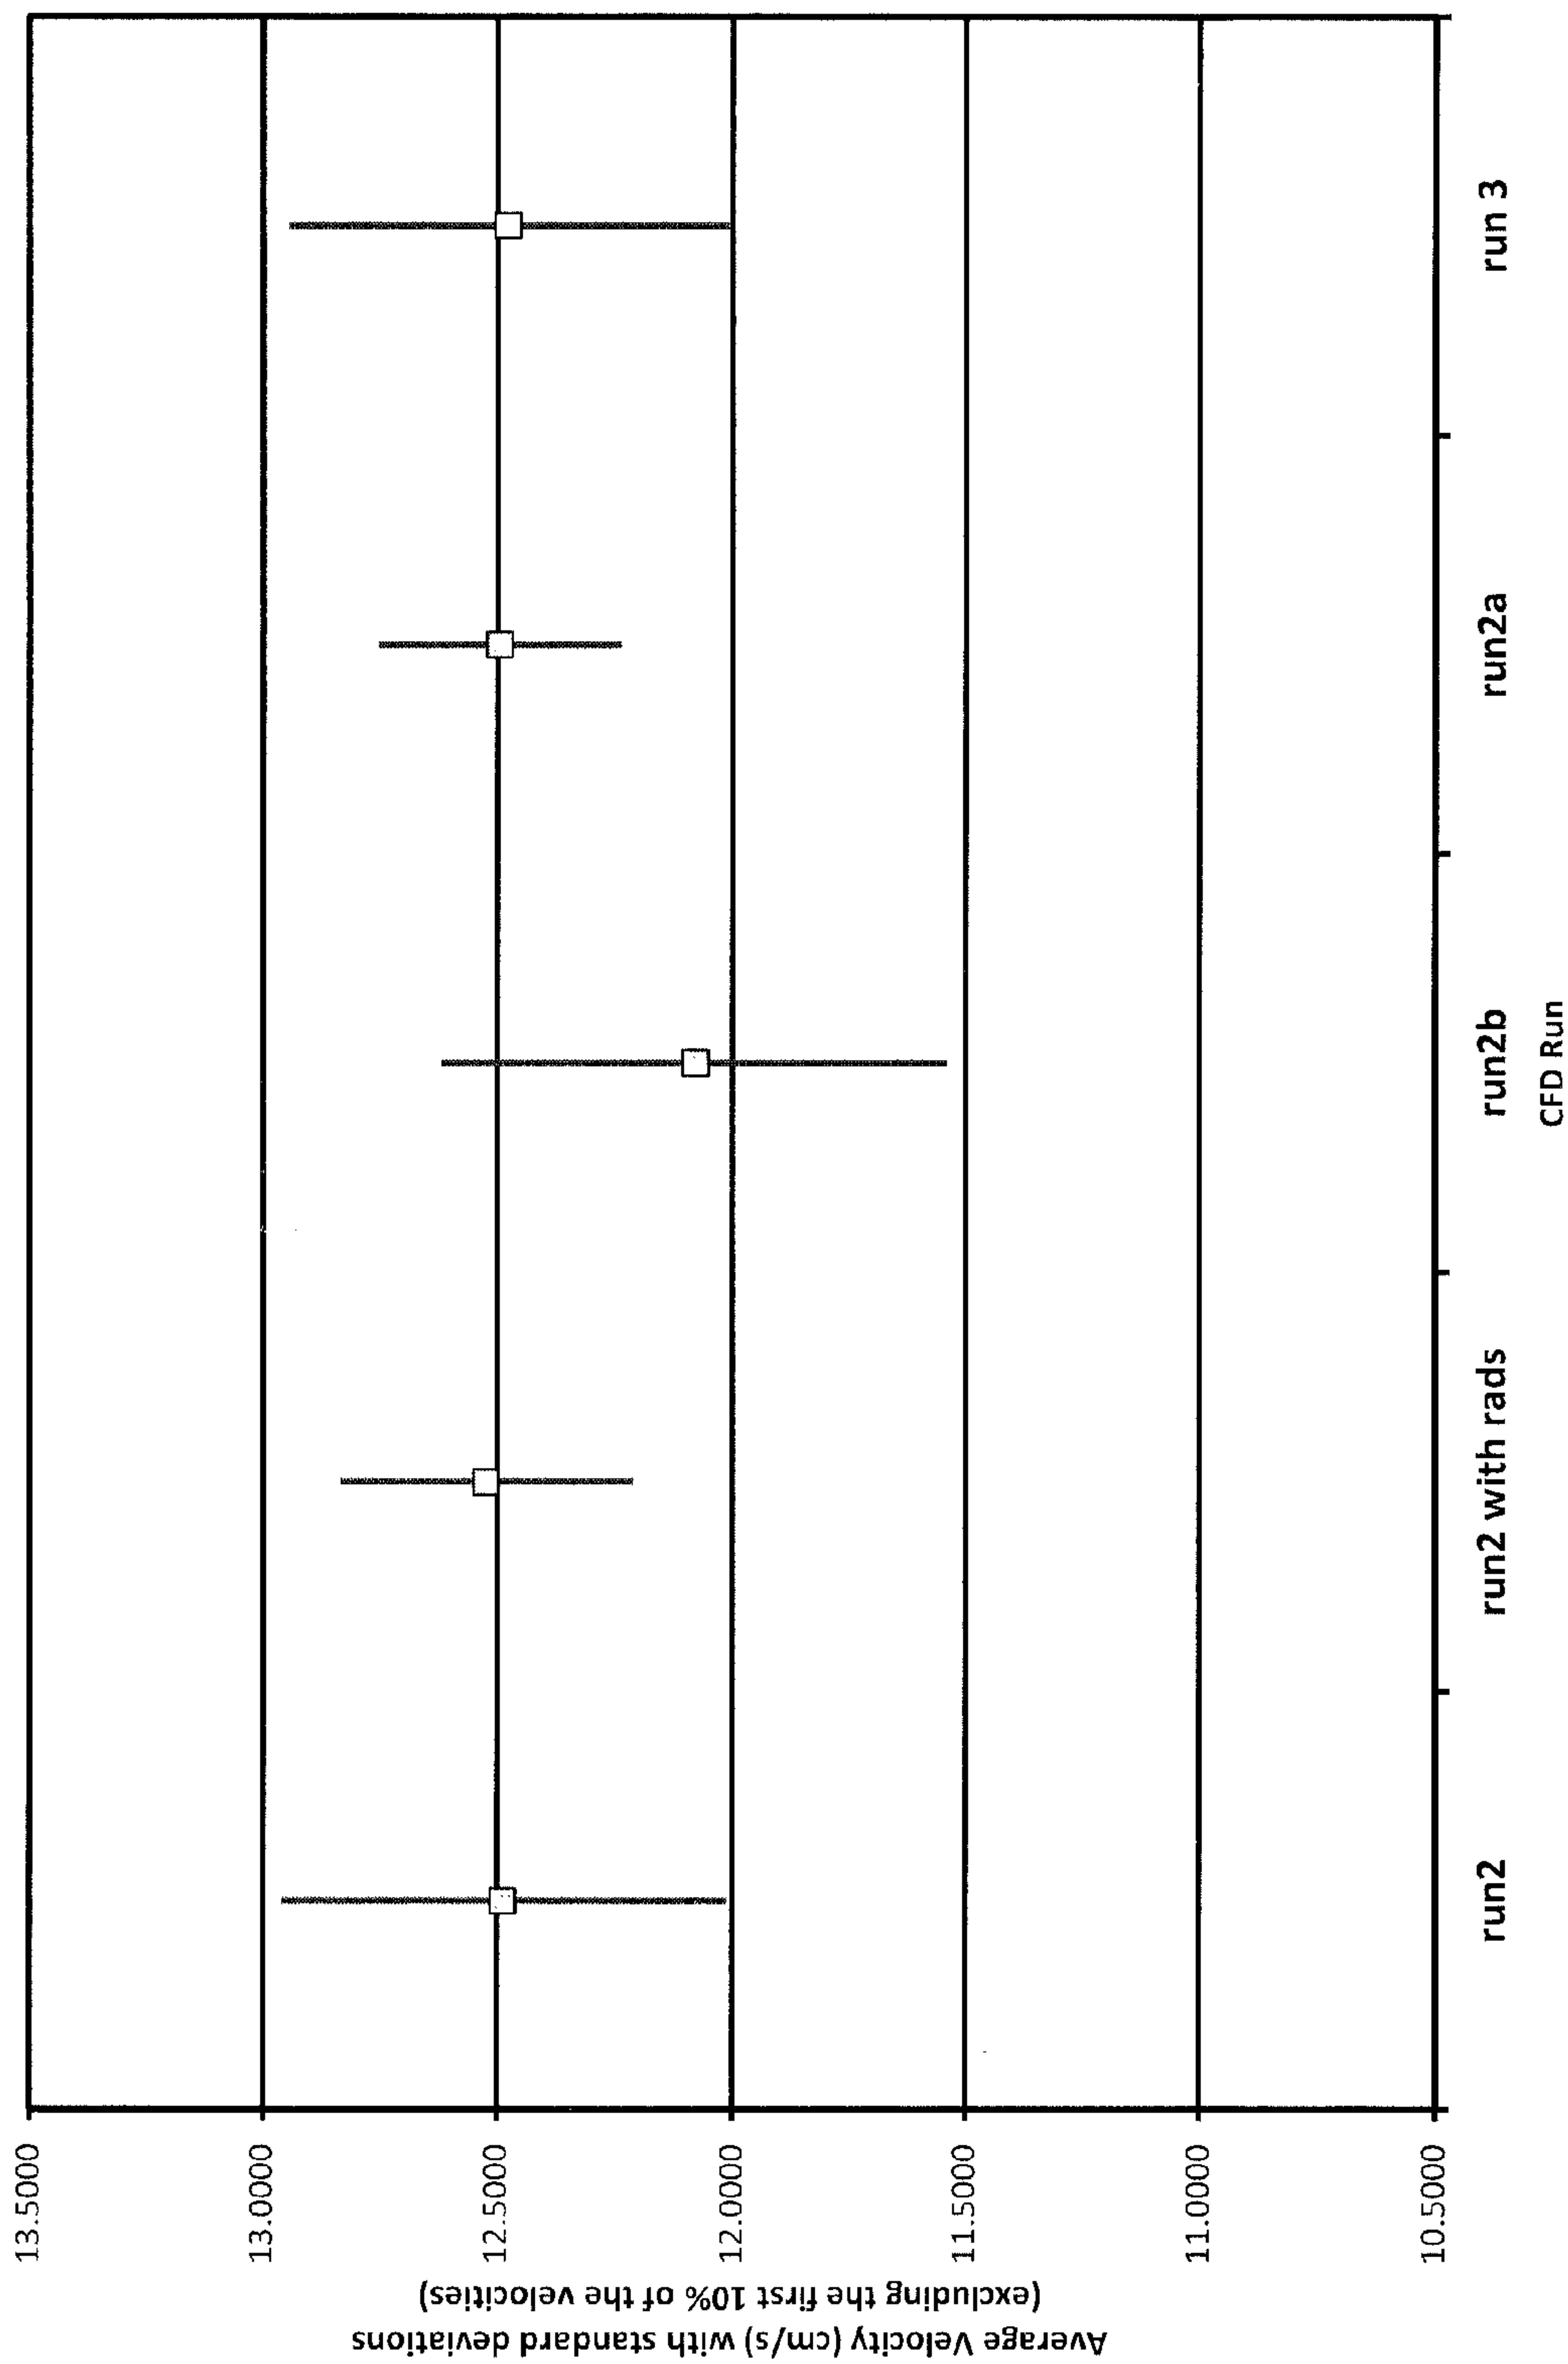 Average Velocity (cm/s) with standard deviations
(excluding the first 10% of the velocities)
13.5000
13.0000
12.5000
12.0000
11.5000
11.0000
10.5000
run2
run2 with rads
run2b
run2a
run 3
CFD Run